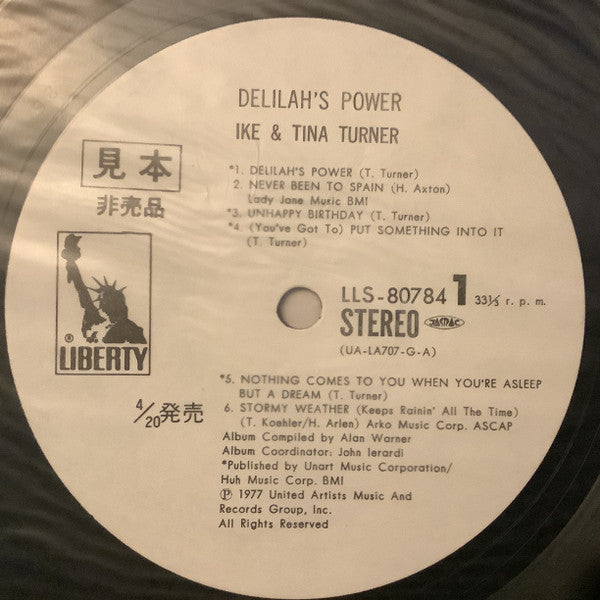 DELILAH'S POWER
IKE & TINA TURNER
見本
非売品
*1. DELILAH'S POWER (T. Turner)
2. NEVER BEEN TO SPAIN (H. Axton)
Lady Jane Music BMI
*3. UNHAPPY BIRTHDAY (T. Turner)
*4. (You've Got To) PUT SOMETHING INTO IT
(T. Turner)
® LIBERTY
LLS-80784 1 33⅓ r. p. m.
STEREO JASRAC
(UA-LA707-G-A)
4/20発売
*5. NOTHING COMES TO YOU WHEN YOU'RE ASLEEP
BUT A DREAM (T. Turner)
6. STORMY WEATHER (Keeps Rainin' All The Time)
(T. Koehler/H. Arlen) Arko Music Corp. ASCAP
Album Compiled by Alan Warner
Album Coordinator: John Ierardi
*Published by Unart Music Corporation/
Huh Music Corp. BMI
℗ 1977 United Artists Music And
Records Group, Inc.
All Rights Reserved